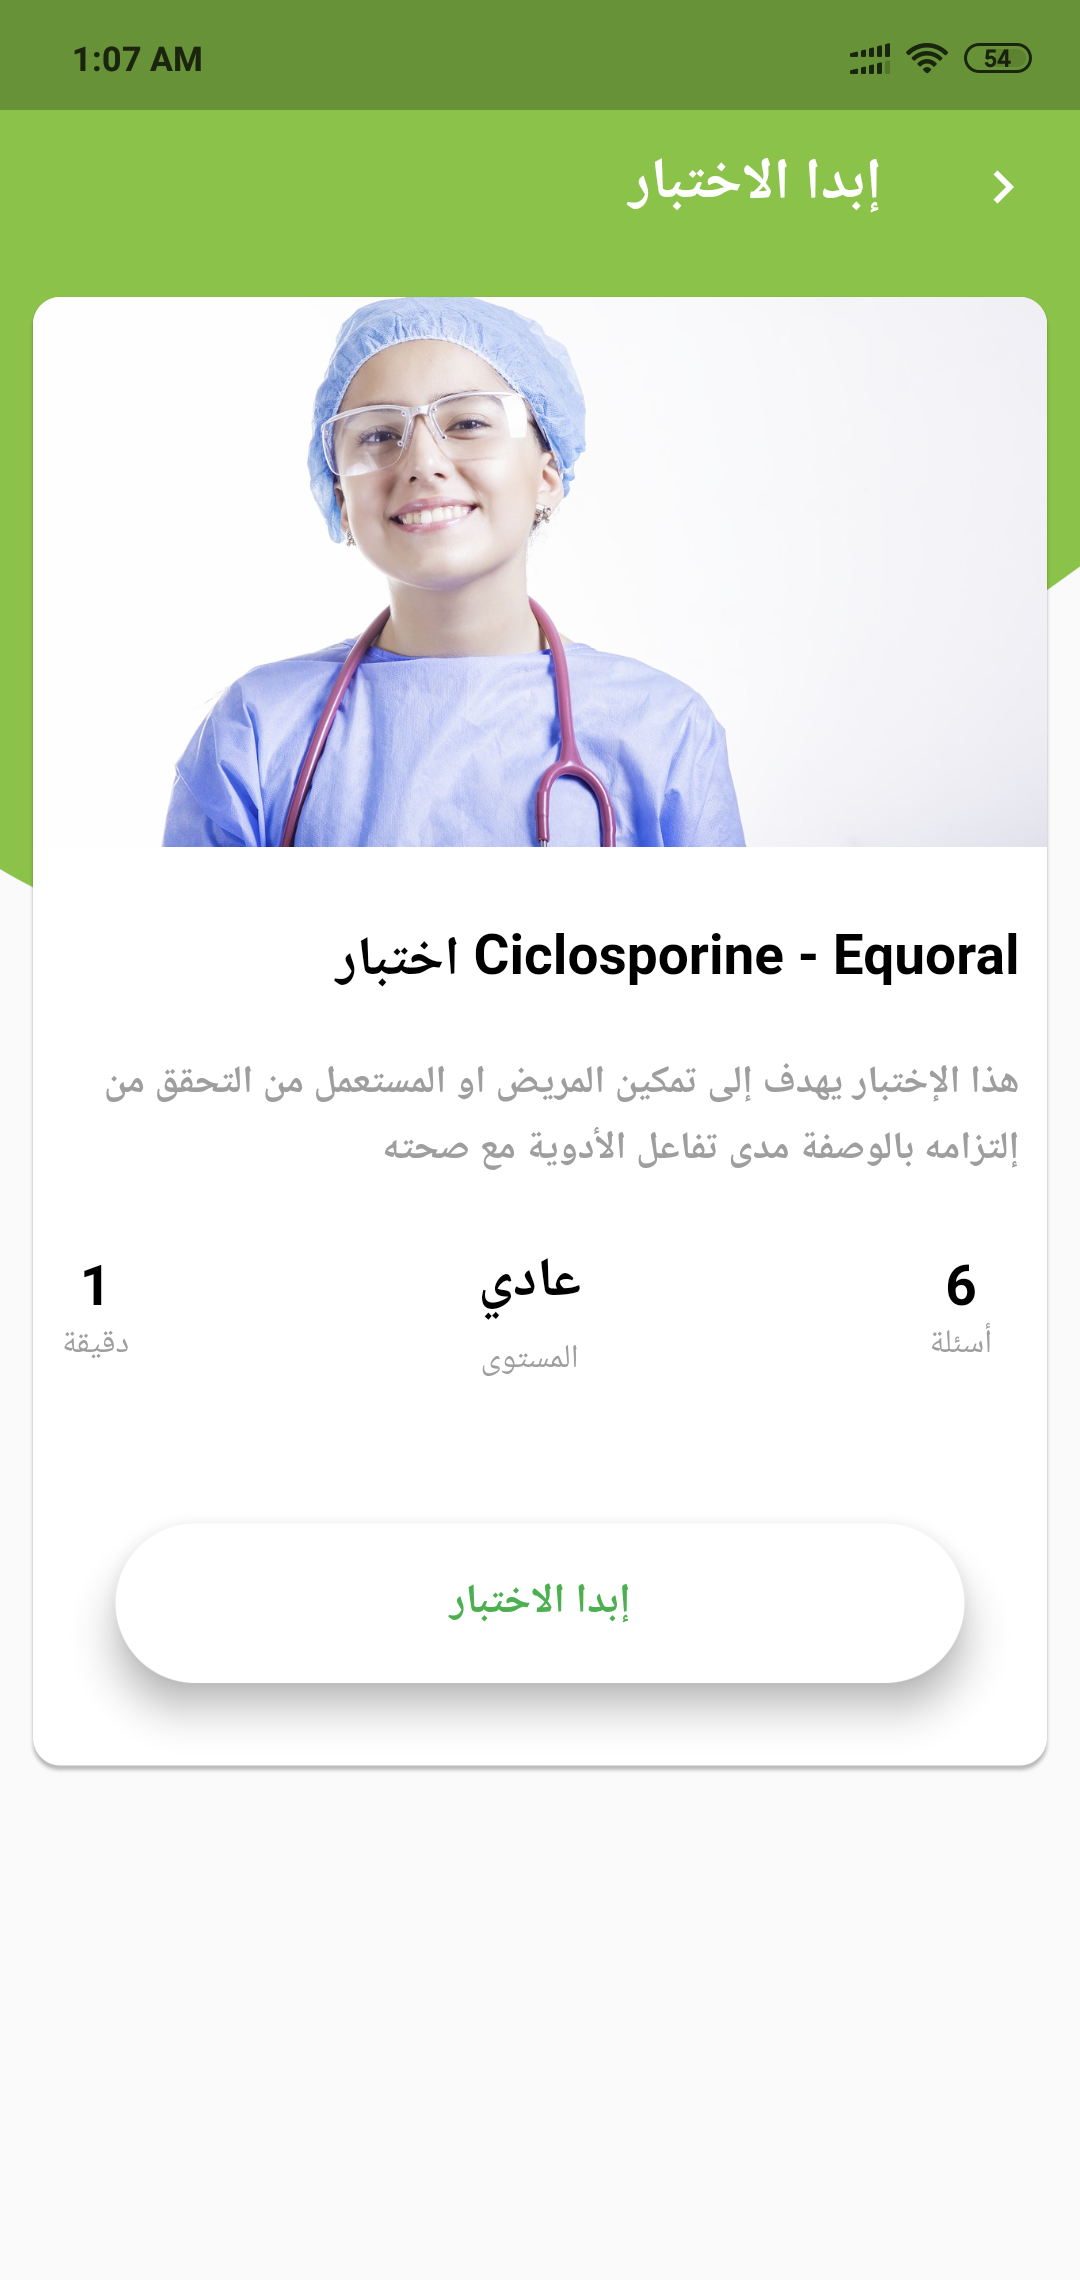 1:07 AM
54
إبدا الاختبار
Ciclosporine - Equoral اختبار
هذا الإختبار يهدف إلى تمكين المريض او المستعمل من التحقق من
إلتزامه بالوصفة مدى تفاعل الأدوية مع صحته
6
أسئلة
عادي
المستوى
1
دقيقة
إبدا الاختبار